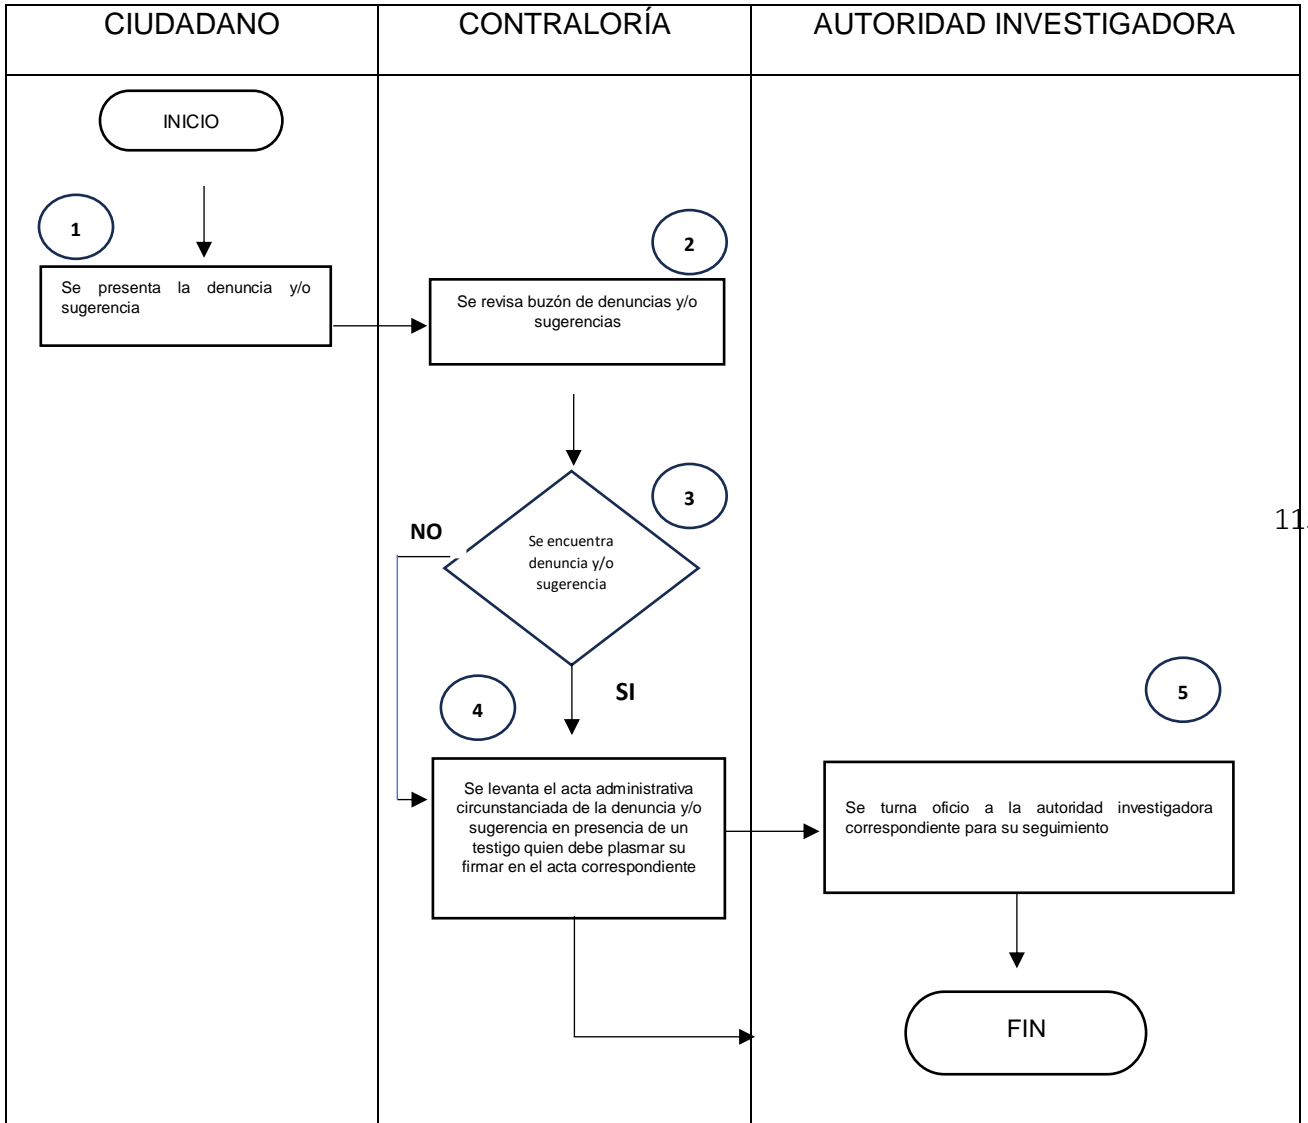 CIUDADANO
CONTRALORÍA
AUTORIDAD INVESTIGADORA
INICIO
1
Se presenta la denuncia y/o
sugerencia
2
Se revisa buzón de denuncias y/o
sugerencias
3
NO
Se encuentra
denuncia y/o
sugerencia
11.
SI
4
5
Se levanta el acta administrativa
circunstanciada de la denuncia y/o
sugerencia en presencia de un
testigo quien debe plasmar su
firmar en el acta correspondiente
Se turna oficio a la autoridad investigadora
correspondiente para su seguimiento
FIN